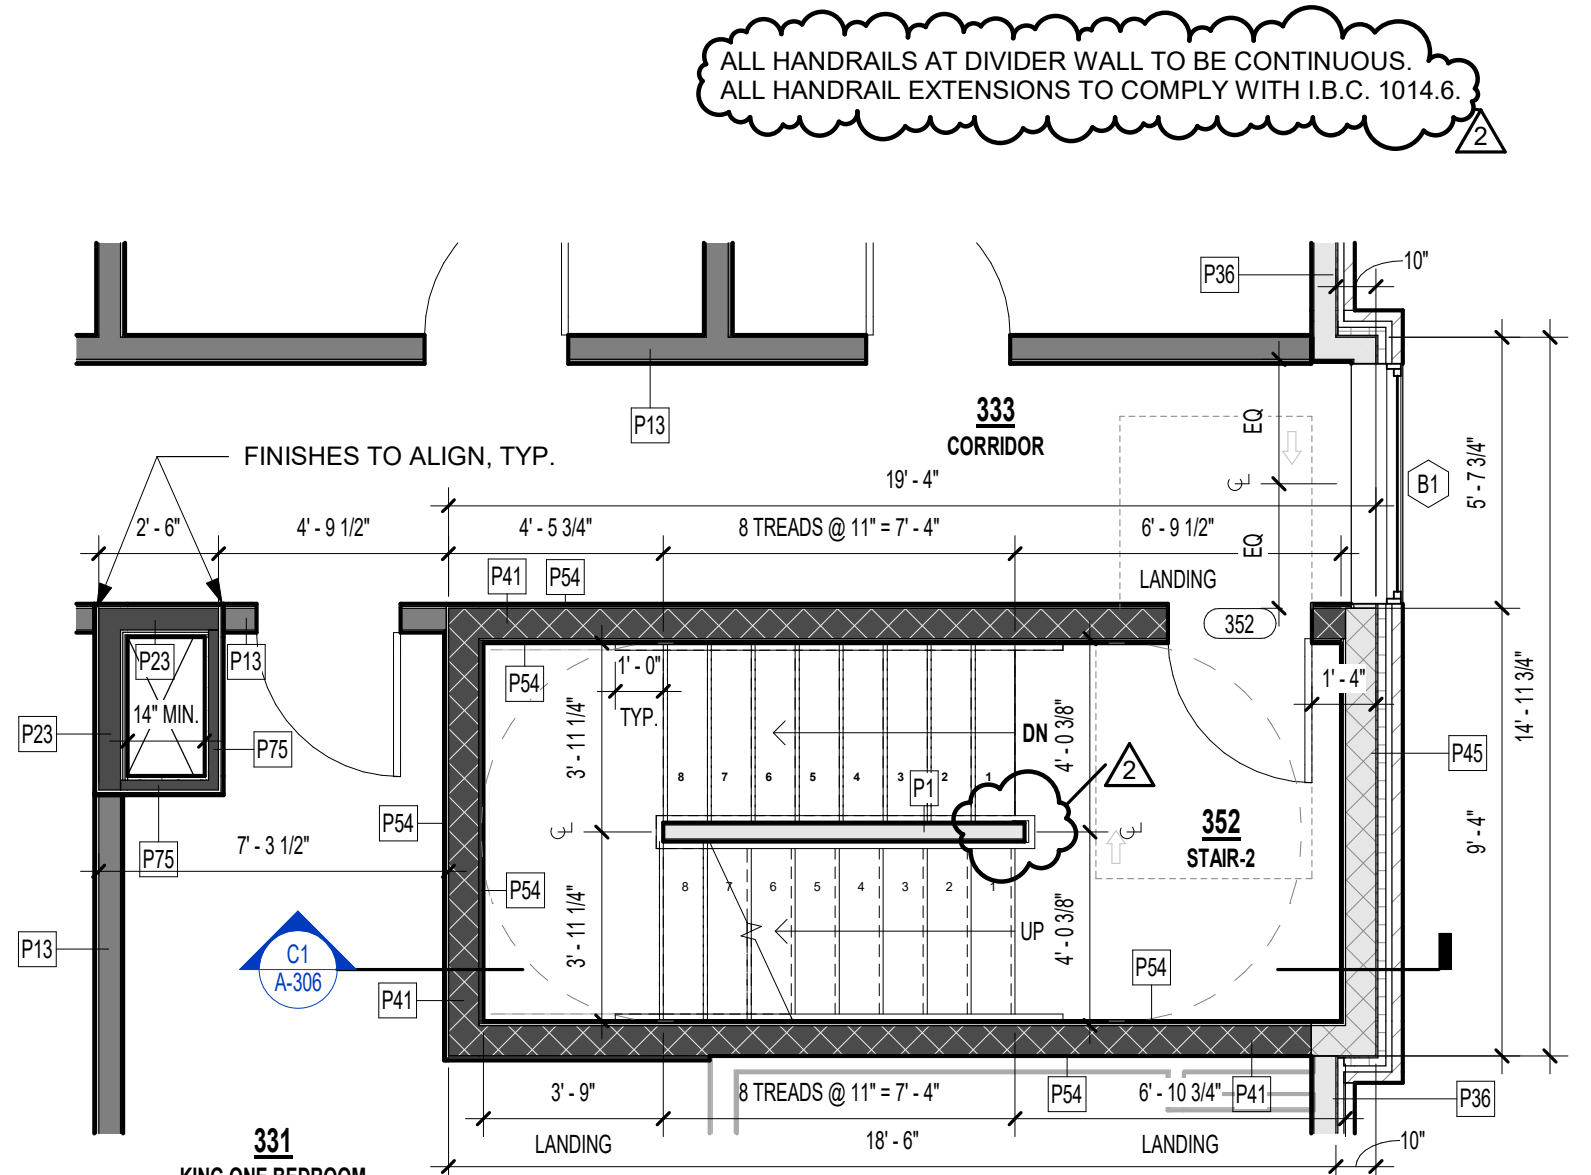 ALL HANDRAILS AT DIVIDER WALL TO BE CONTINUOUS.
ALL HANDRAIL EXTENSIONS TO COMPLY WITH I.B.C. 1014.6.
2
P36
10"
P13
333
CORRIDOR
EQ
FINISHES TO ALIGN, TYP.
19' - 4"
B1
5' - 7 3/4"
2' - 6"
4' - 9 1/2"
4' - 5 3/4"
8 TREADS @ 11" = 7' - 4"
6' - 9 1/2"
EQ
P41
P54
LANDING
352
P23
P13
P54
1' - 0"
TYP.
1' - 4"
14" MIN.
P23
P75
3' - 11 1/4"
DN
4' - 0 3/8"
14' - 11 3/4"
P45
8 7 6 5 4 3 2 1
P1
2
P54
352
STAIR-2
9' - 4"
7' - 3 1/2"
P75
P54
8 7 6 5 4 3 2 1
3' - 11 1/4"
UP
4' - 0 3/8"
P13
C1
A-306
P41
P54
3' - 9"
8 TREADS @ 11" = 7' - 4"
P54
6' - 10 3/4"
P41
P36
331
LANDING
18' - 6"
LANDING
10"
KING ONE BEDROOM